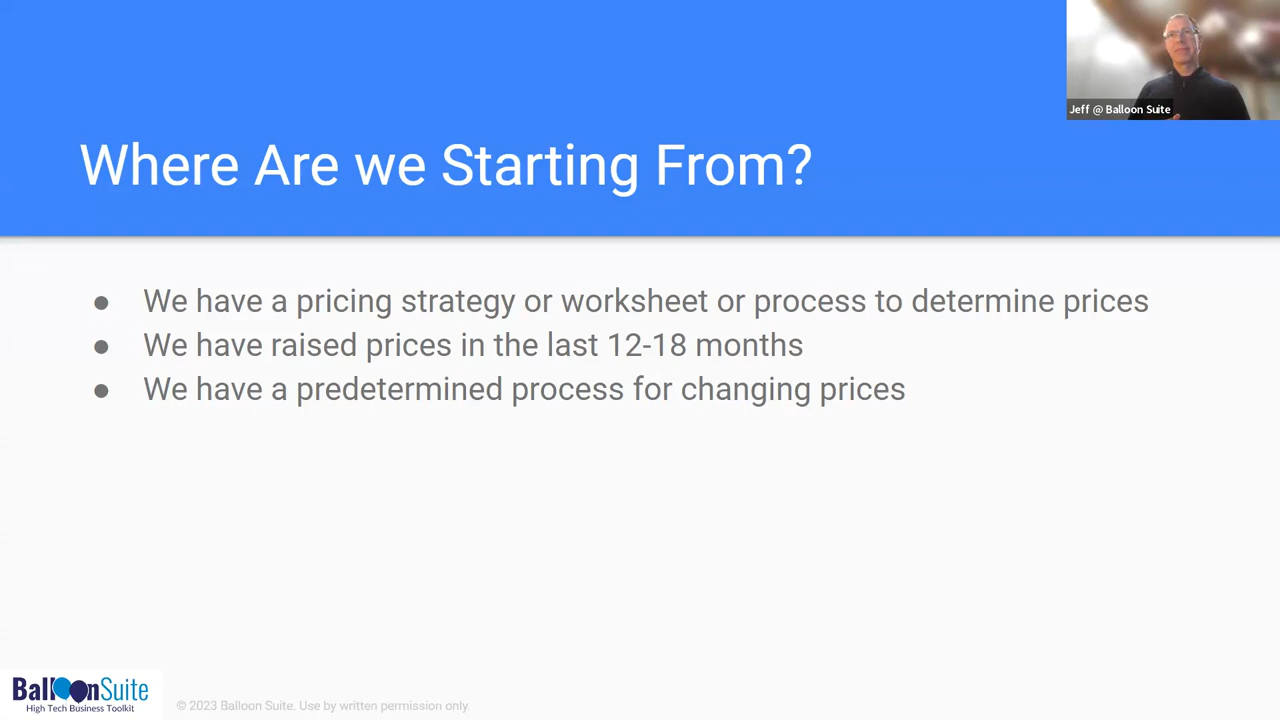 Jeff @ Balloon Suite
Where Are we Starting From?
● We have a pricing strategy or worksheet or process to determine prices
● We have raised prices in the last 12-18 months
● We have a predetermined process for changing prices
BalloonSuite
High Tech Business Toolkit
© 2023 Balloon Suite. Use by written permission only.